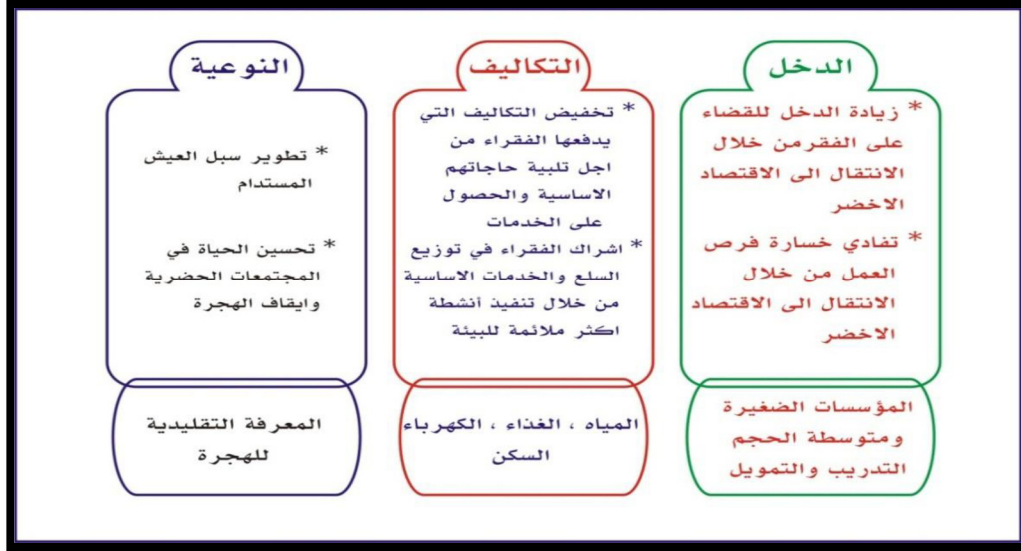 الدخل
* زيادة الدخل للقضاء
على الفقر من خلال
الانتقال الى الاقتصاد
الاخضر
* تفادي خسارة فرص
العمل من خلال
الانتقال الى الاقتصاد
الاخضر
المؤسسات الصغيرة
ومتوسطة الحجم
التدريب والتمويل
التكاليف
* تخفيض التكاليف التي
يدفعها الفقراء من
اجل تلبية حاجاتهم
الاساسية والحصول
على الخدمات
* اشراك الفقراء في توزيع
السلع والخدمات الاساسية
من خلال تنفيذ أنشطة
اكثر ملائمة للبيئة
المياه ، الغذاء ، الكهرباء
السكن
النوعية
* تطوير سبل العيش
المستدام
* تحسين الحياة في
المجتمعات الحضرية
وايقاف الهجرة
المعرفة التقليدية
للهجرة